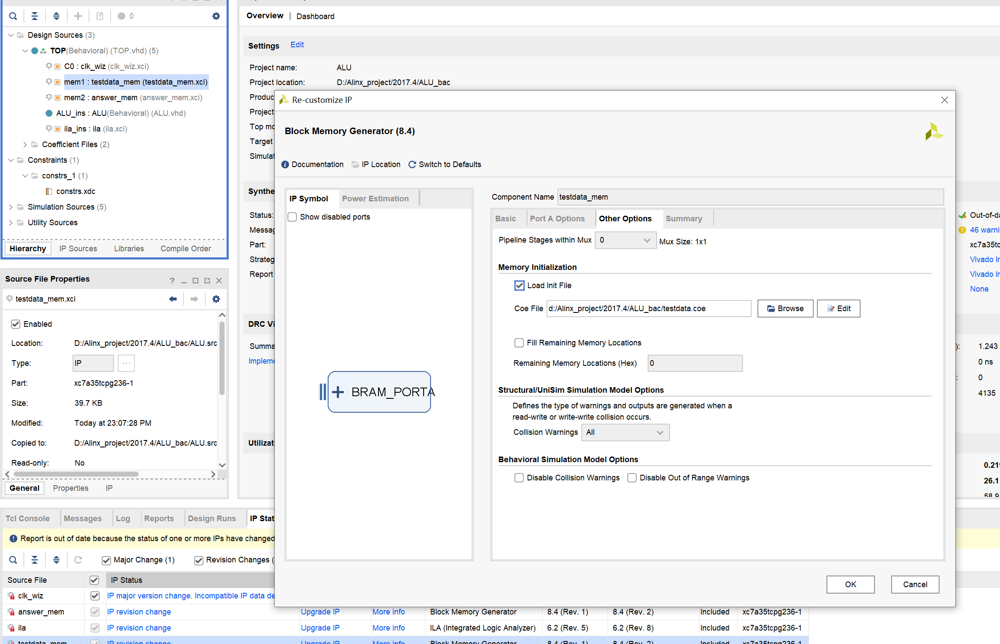 0
Design Sources (3)
TOP(Behavioral) (TOP.vhd) (5)
C0 : clk_wiz (clk_wiz.xci)
mem1 : testdata_mem (testdata_mem.xci)
mem2 : answer_mem (answer_mem.xci)
ALU_ins : ALU(Behavioral) (ALU.vhd)
ila_ins : ila (ila.xci)
Coefficient Files (2)
Constraints (1)
constrs_1 (1)
constrs.xdc
Simulation Sources (5)
Utility Sources
Hierarchy IP Sources Libraries Compile Order
Source File Properties
testdata_mem.xci
Enabled
Location: D:/Alinx_project/2017.4/ALU_bac/ALU.src
Type: IP
Part: xc7a35tcpg236-1
Size: 39.7 KB
Modified: Today at 23:07:28 PM
Copied to: D:/Alinx_project/2017.4/ALU_bac/ALU.src
Read-only: No
General Properties IP
Overview | Dashboard
Settings Edit
Project name: ALU
Project location: D:/Alinx_project/2017.4/ALU_bac
Produc
Project
Top mo
Target
Simulat
Synthe
Status:
Messag
Part:
Strateg
Report
DRC Vi
Summa
Impleme
Utilizat
Re-customize IP
Block Memory Generator (8.4)
Documentation IP Location Switch to Defaults
IP Symbol Power Estimation
Show disabled ports
BRAM_PORTA
Component Name testdata_mem
Basic Port A Options Other Options Summary
Pipeline Stages within Mux 0 Mux Size: 1x1
Memory Initialization
Load Init File
Coe File d:/Alinx_project/2017.4/ALU_bac/testdata.coe Browse Edit
Fill Remaining Memory Locations
Remaining Memory Locations (Hex) 0
Structural/UniSim Simulation Model Options
Defines the type of warnings and outputs are generated when a
read-write or write-write collision occurs.
Collision Warnings All
Behavioral Simulation Model Options
Disable Collision Warnings Disable Out of Range Warnings
OK Cancel
Out-of-da
46 warni
xc7a35tc
Vivado Im
Vivado Im
None
): 1.243
0 ns
: 0
4135
0.219
26.1
58.9
Tcl Console Messages Log Reports Design Runs IP Stat
Report is out of date because the status of one or more IPs have changed
Major Change (1) Revision Changes (
Source File IP Status
clk_wiz IP major version change. Incompatible IP data de
answer_mem IP revision change Upgrade IP More info Block Memory Generator 8.4 (Rev. 1) 8.4 (Rev. 2) Included xc7a35tcpg236-1
ila IP revision change Upgrade IP More info ILA (Integrated Logic Analyzer) 6.2 (Rev. 5) 6.2 (Rev. 8) Included xc7a35tcpg236-1
testdata_mem IP revision change Upgrade IP More info Block Memory Generator 8.4 (Rev. 1) 8.4 (Rev. 2) Included xc7a35tcpg236-1